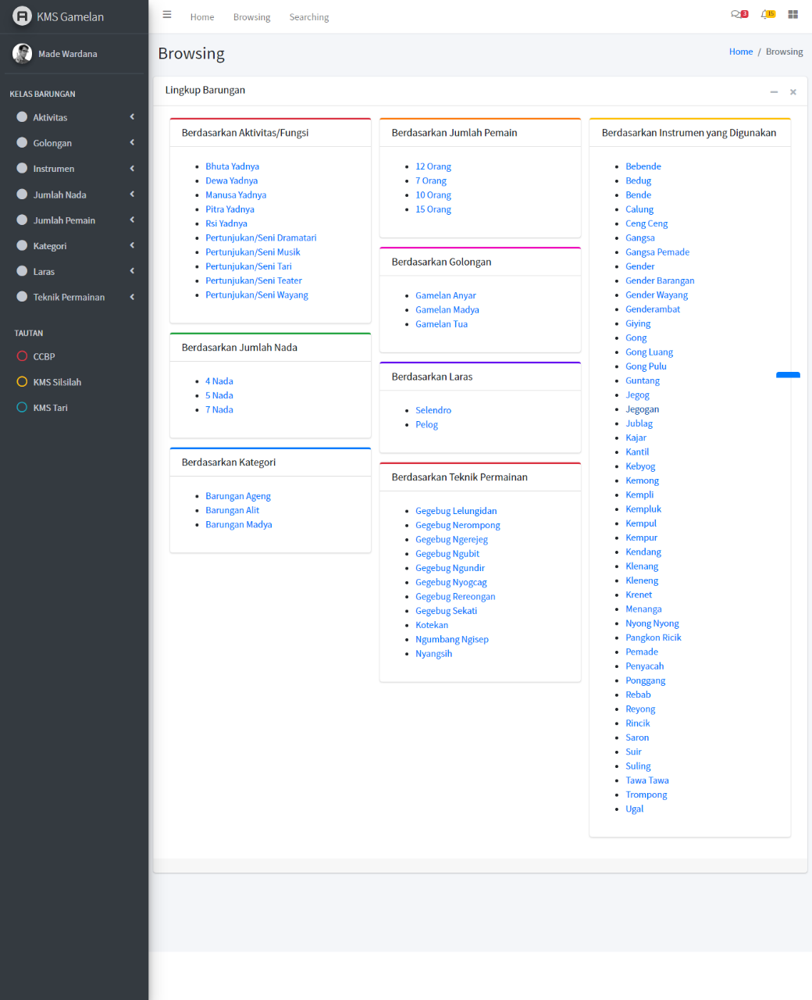 KMS Gamelan
Made Wardana
KELAS BARUNGAN
Aktivitas
Golongan
Instrumen
Jumlah Nada
Jumlah Pemain
Kategori
Laras
Teknik Permainan
TAUTAN
CCBP
KMS Silsilah
KMS Tari
Home Browsing Searching
3
15
Browsing
Home / Browsing
Lingkup Barungan
Berdasarkan Aktivitas/Fungsi
Bhuta Yadnya
Dewa Yadnya
Manusa Yadnya
Pitra Yadnya
Rsi Yadnya
Pertunjukan/Seni Dramatari
Pertunjukan/Seni Musik
Pertunjukan/Seni Tari
Pertunjukan/Seni Teater
Pertunjukan/Seni Wayang
Berdasarkan Jumlah Nada
4 Nada
5 Nada
7 Nada
Berdasarkan Kategori
Barungan Ageng
Barungan Alit
Barungan Madya
Berdasarkan Jumlah Pemain
12 Orang
7 Orang
10 Orang
15 Orang
Berdasarkan Golongan
Gamelan Anyar
Gamelan Madya
Gamelan Tua
Berdasarkan Laras
Selendro
Pelog
Berdasarkan Teknik Permainan
Gegebug Lelungidan
Gegebug Nerompong
Gegebug Ngerejeg
Gegebug Ngubit
Gegebug Ngundir
Gegebug Nyogcag
Gegebug Rereongan
Gegebug Sekati
Kotekan
Ngumbang Ngisep
Nyangsih
Berdasarkan Instrumen yang Digunakan
Bebende
Bedug
Bende
Calung
Ceng Ceng
Gangsa
Gangsa Pemade
Gender
Gender Barangan
Gender Wayang
Genderambat
Giying
Gong
Gong Luang
Gong Pulu
Guntang
Jegog
Jegogan
Jublag
Kajar
Kantil
Kebyog
Kemong
Kempli
Kempluk
Kempul
Kempur
Kendang
Klenang
Kleneng
Krenet
Menanga
Nyong Nyong
Pangkon Ricik
Pemade
Penyacah
Ponggang
Rebab
Reyong
Rincik
Saron
Suir
Suling
Tawa Tawa
Trompong
Ugal